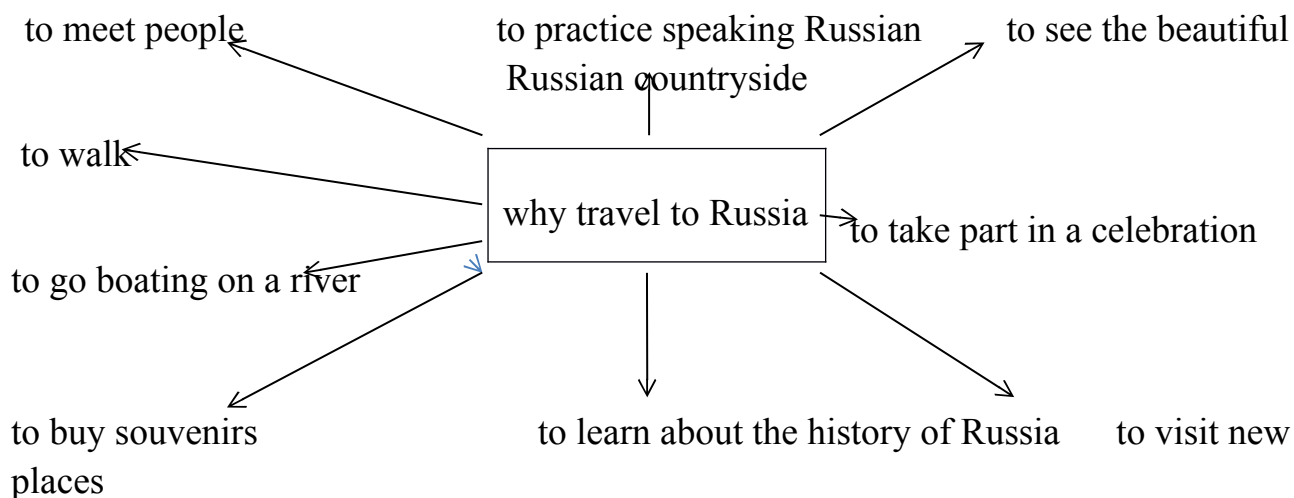 to meet people to practice speaking Russian to see the beautiful
Russian countryside
to walk
why travel to Russia
to take part in a celebration
to go boating on a river
to buy souvenirs to learn about the history of Russia to visit new
places